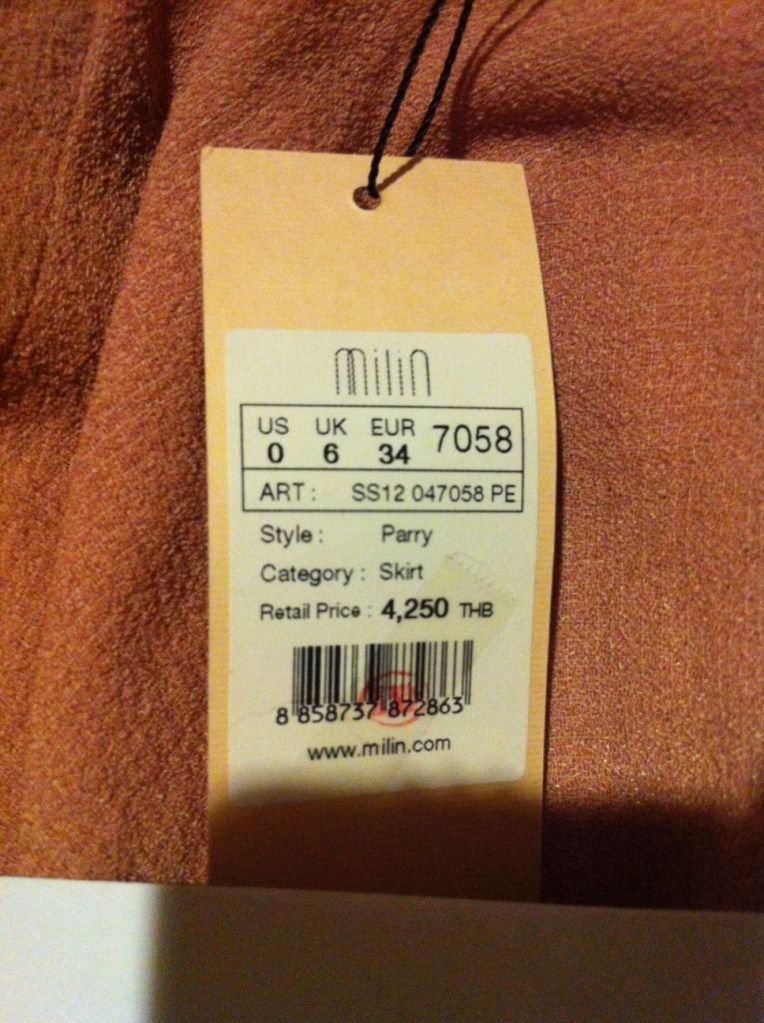 milin
US UK EUR 7058
0 6 34
ART : SS12 047058 PE
Style : Parry
Category : Skirt
Retail Price : 4,250 THB
8 858737 872863
www.milin.com